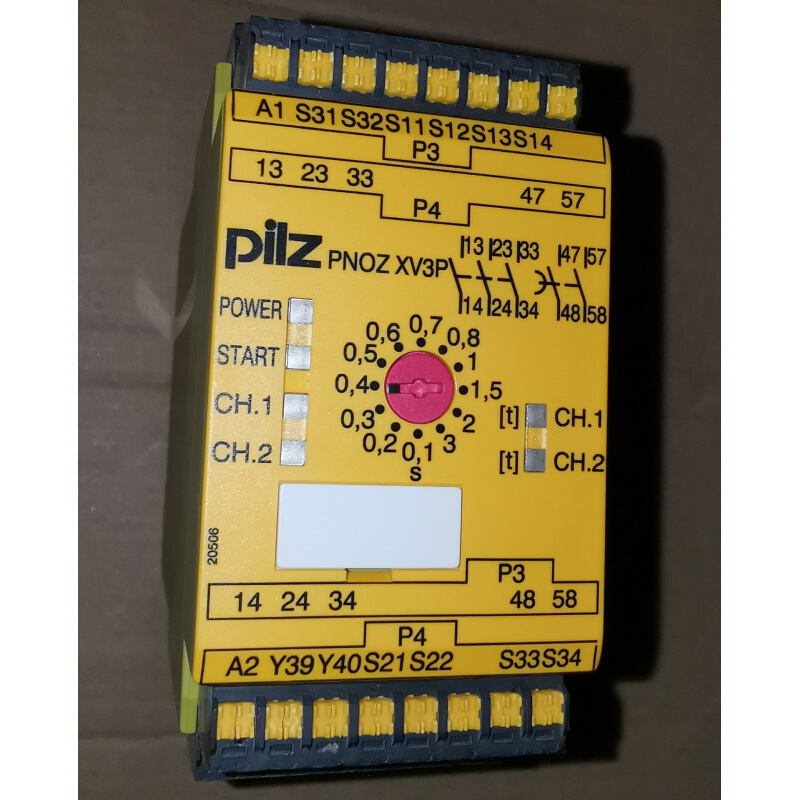 A1 S31 S32 S11 S12 S13 S14
P3
13 23 33 47 57
P4
pilz PNOZ XV3P
13 23 33 47 57
14 24 34 48 58
POWER
START
CH.1
CH.2
0,7
0,6 0,8
0,5 1
0,4 1,5
0,3 2
0,2 3
0,1
s
[t] CH.1
[t] CH.2
20506
P3
14 24 34 48 58
P4
A2 Y39 Y40 S21 S22 S33 S34